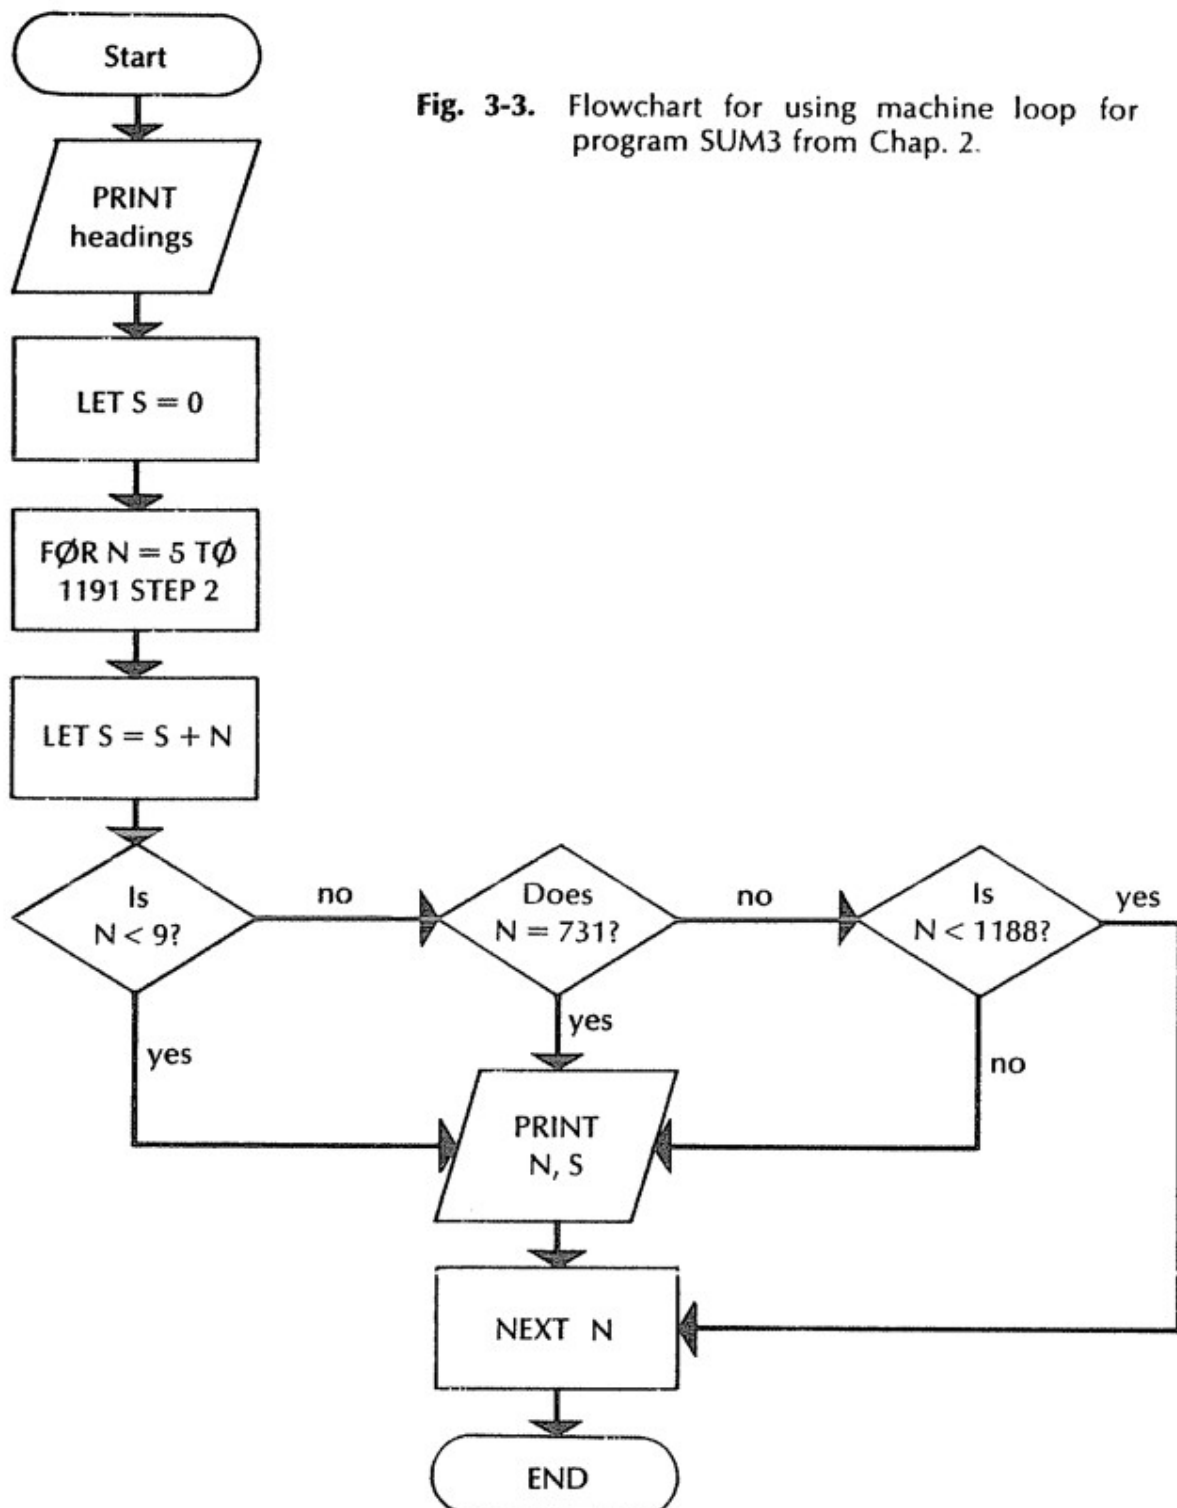 Start
Fig. 3-3. Flowchart for using machine loop for
program SUM3 from Chap. 2.
PRINT
headings
LET S = 0
FØR N = 5 TØ
1191 STEP 2
LET S = S + N
Is
N < 9?
no
Does
N = 731?
no
Is
N < 1188?
yes
yes
yes
no
PRINT
N, S
NEXT N
END